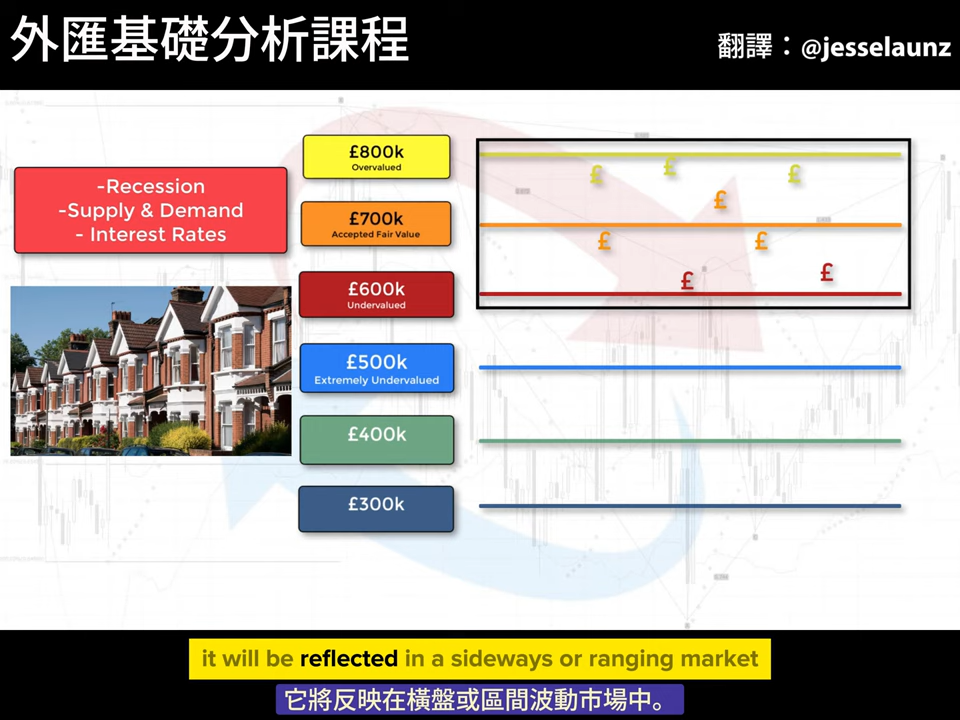 外匯基礎分析課程
翻譯：@jesselaunz
-Recession
-Supply & Demand
- Interest Rates
£800k
Overvalued
£700k
Accepted Fair Value
£600k
Undervalued
£500k
Extremely Undervalued
£400k
£300k
£
£
£
£
£
£
£
£
it will be reflected in a sideways or ranging market
它將反映在橫盤或區間波動市場中。